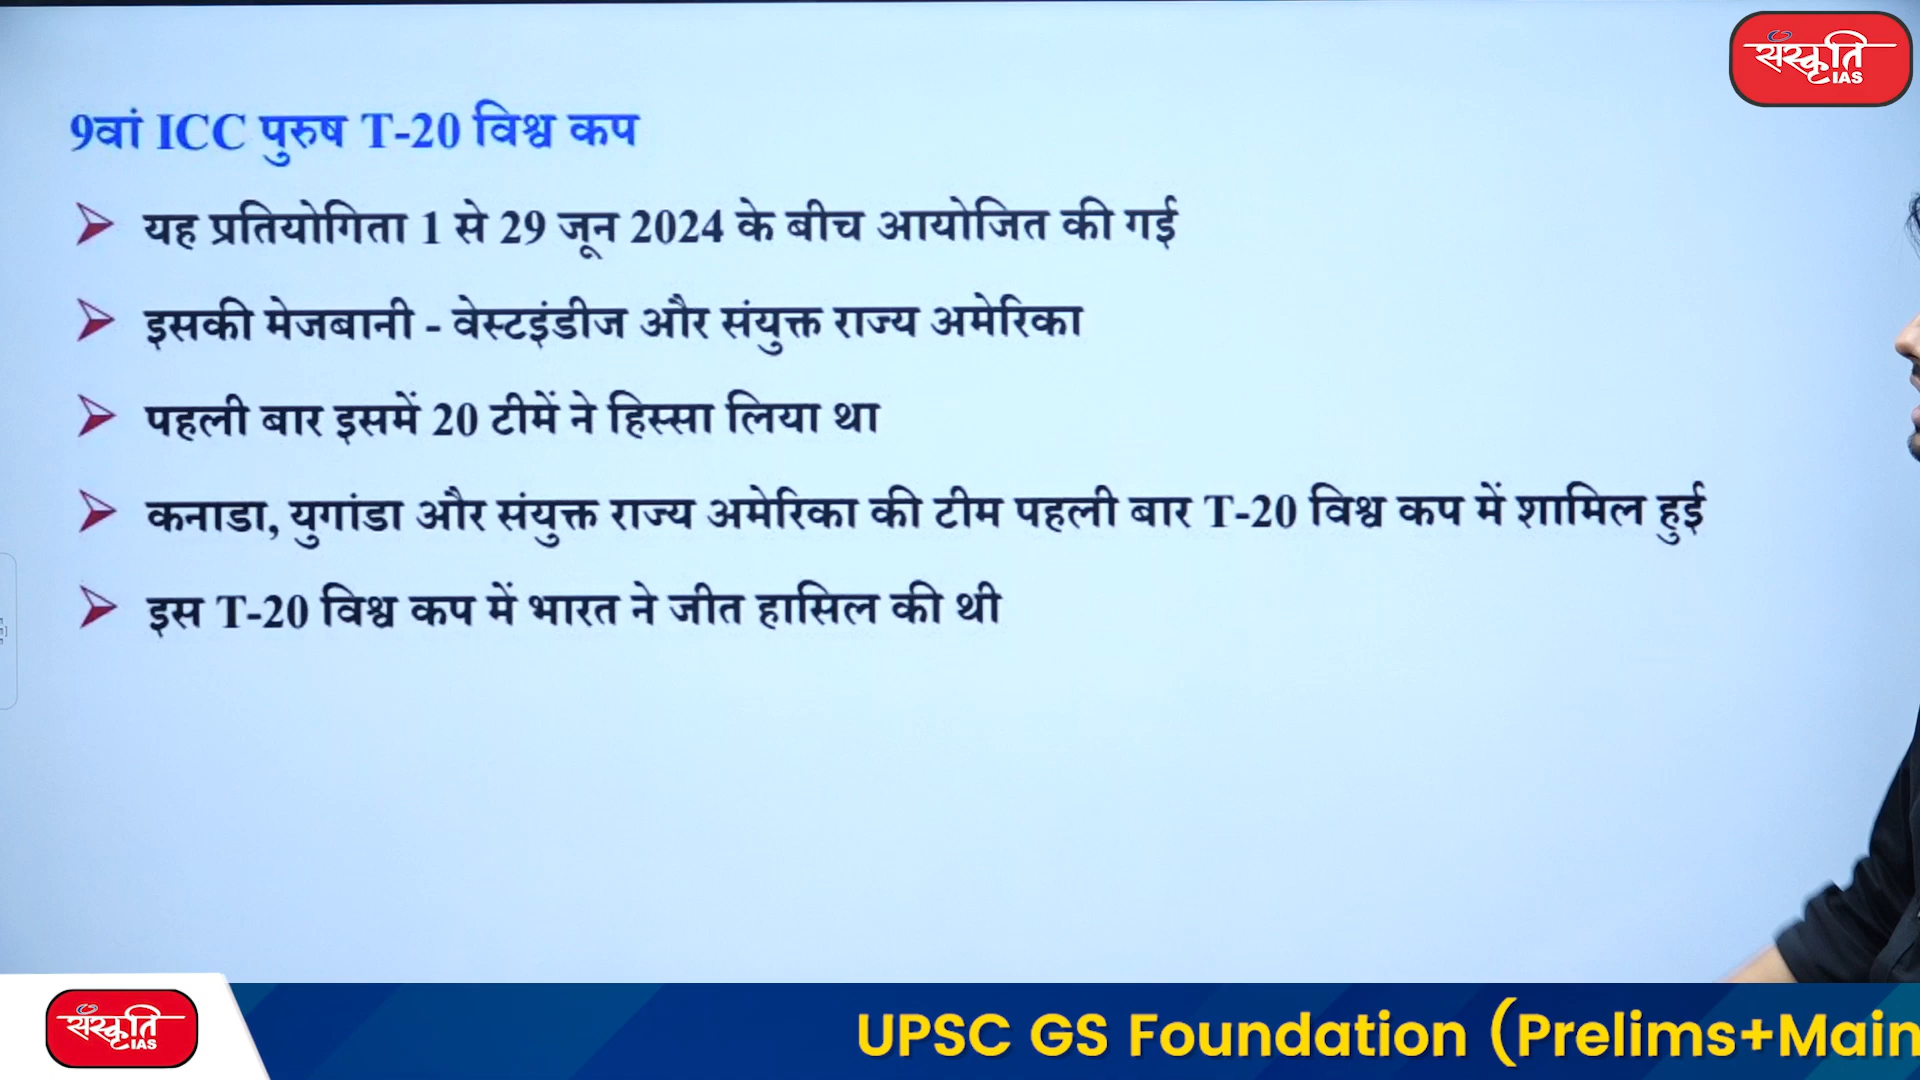 संस्कृति
IAS
9वां ICC पुरुष T-20 विश्व कप
यह प्रतियोगिता 1 से 29 जून 2024 के बीच आयोजित की गई
इसकी मेजबानी - वेस्टइंडीज और संयुक्त राज्य अमेरिका
पहली बार इसमें 20 टीमें ने हिस्सा लिया था
कनाडा, युगांडा और संयुक्त राज्य अमेरिका की टीम पहली बार T-20 विश्व कप में शामिल हुई
इस T-20 विश्व कप में भारत ने जीत हासिल की थी
संस्कृति
IAS
UPSC GS Foundation (Prelims+Main